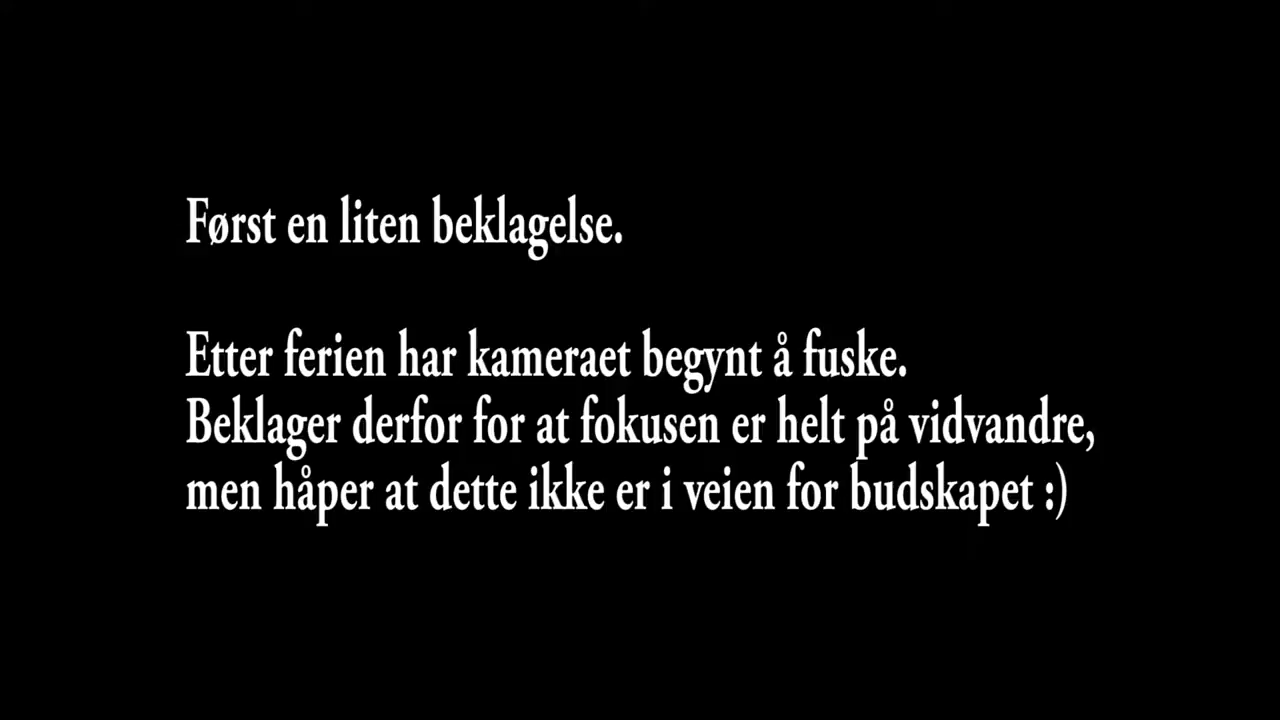 Først en liten beklagelse.
Etter ferien har kameraet begynt å fuske.
Beklager derfor for at fokusen er helt på vidvandre,
men håper at dette ikke er i veien for budskapet :)